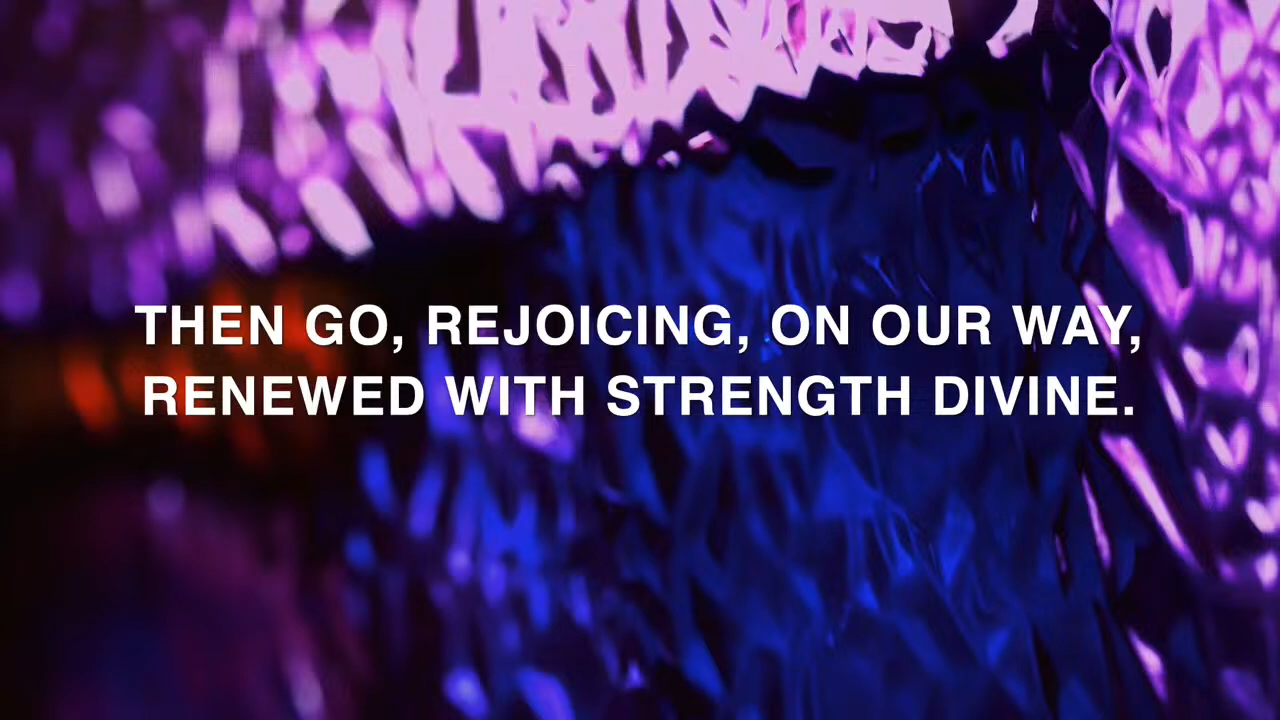 THEN GO, REJOICING, ON OUR WAY,
RENEWED WITH STRENGTH DIVINE.